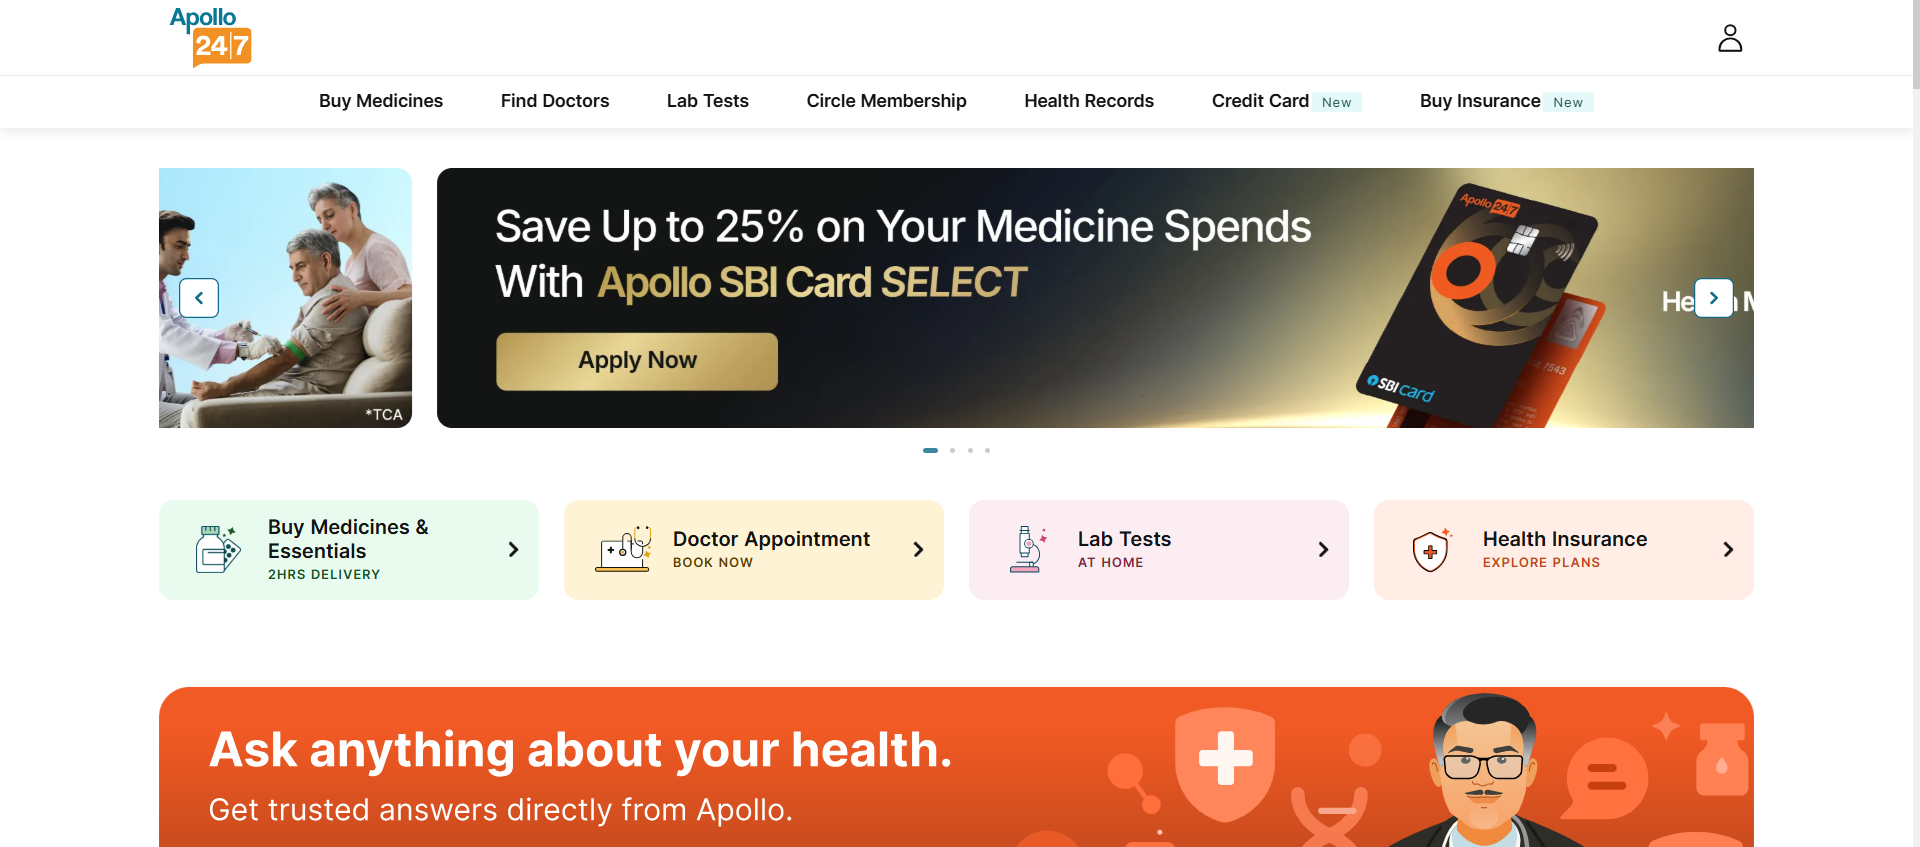 Apollo
24|7
Buy Medicines
Find Doctors
Lab Tests
Circle Membership
Health Records
Credit Card New
Buy Insurance New
*TCA
Save Up to 25% on Your Medicine Spends
With Apollo SBI Card SELECT
Apply Now
Apollo 24|7
SBI card
7543
Buy Medicines &
Essentials
2HRS DELIVERY
Doctor Appointment
BOOK NOW
Lab Tests
AT HOME
Health Insurance
EXPLORE PLANS
Ask anything about your health.
Get trusted answers directly from Apollo.